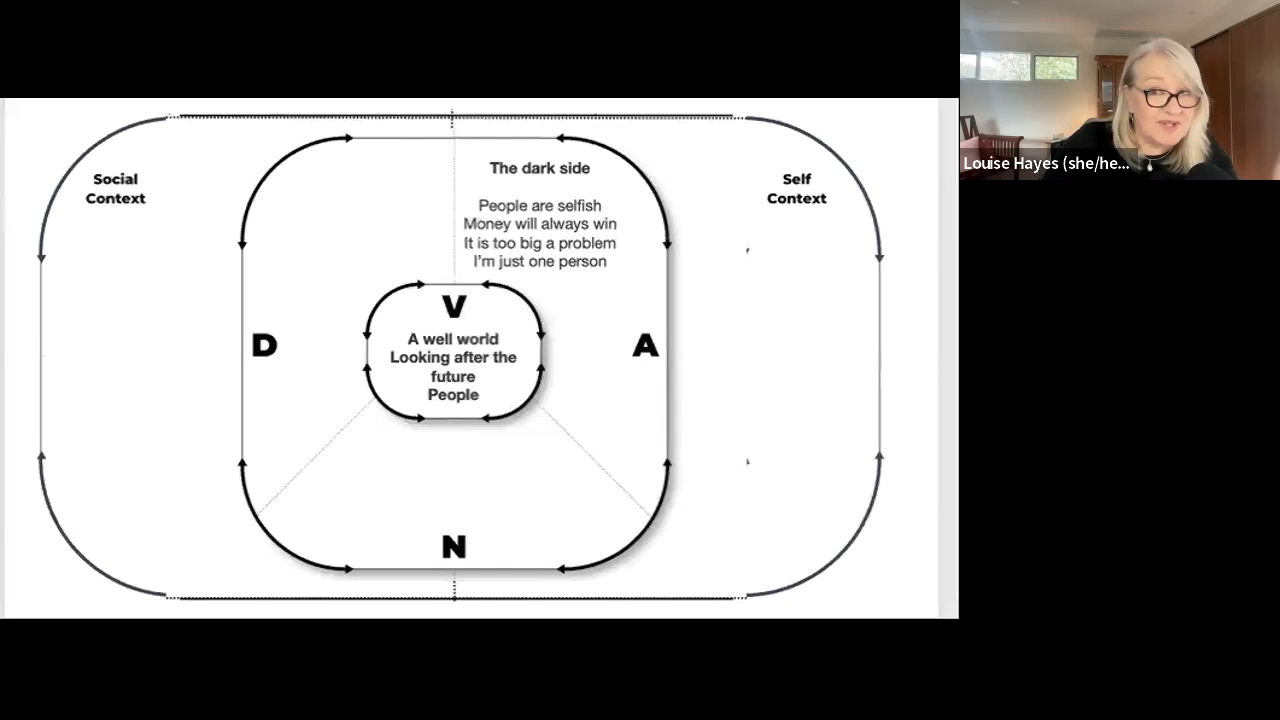 Louise Hayes (she/he...
Social
Context
The dark side
People are selfish
Money will always win
It is too big a problem
I'm just one person
Self
Context
D
V
A well world
Looking after the
future
People
A
N